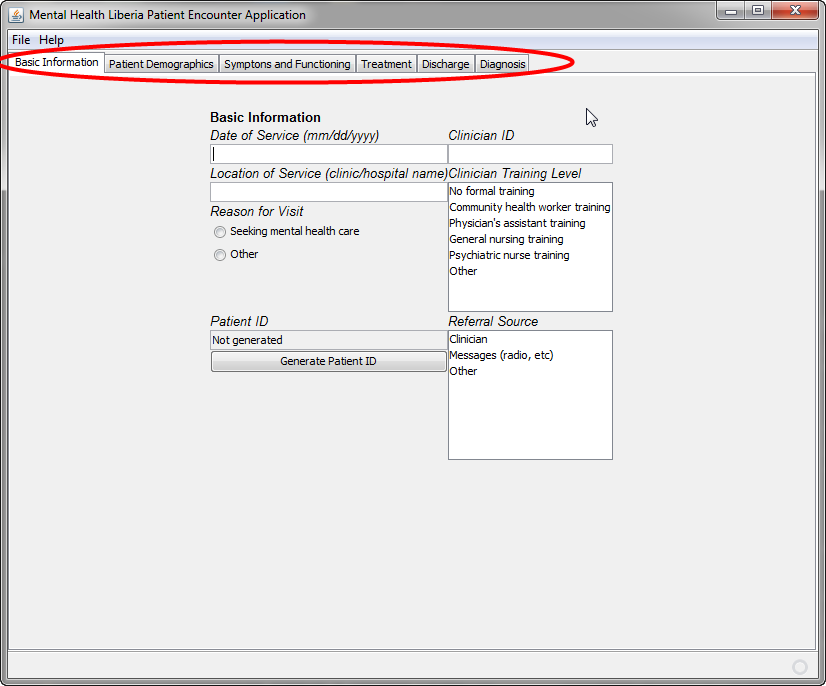 Mental Health Liberia Patient Encounter Application
File Help
Basic Information Patient Demographics Symptons and Functioning Treatment Discharge Diagnosis
Basic Information
Date of Service (mm/dd/yyyy) Clinician ID
Location of Service (clinic/hospital name) Clinician Training Level
No formal training
Community health worker training
Physician's assistant training
General nursing training
Psychiatric nurse training
Other
Reason for Visit
Seeking mental health care
Other
Patient ID
Not generated
Generate Patient ID
Referral Source
Clinician
Messages (radio, etc)
Other